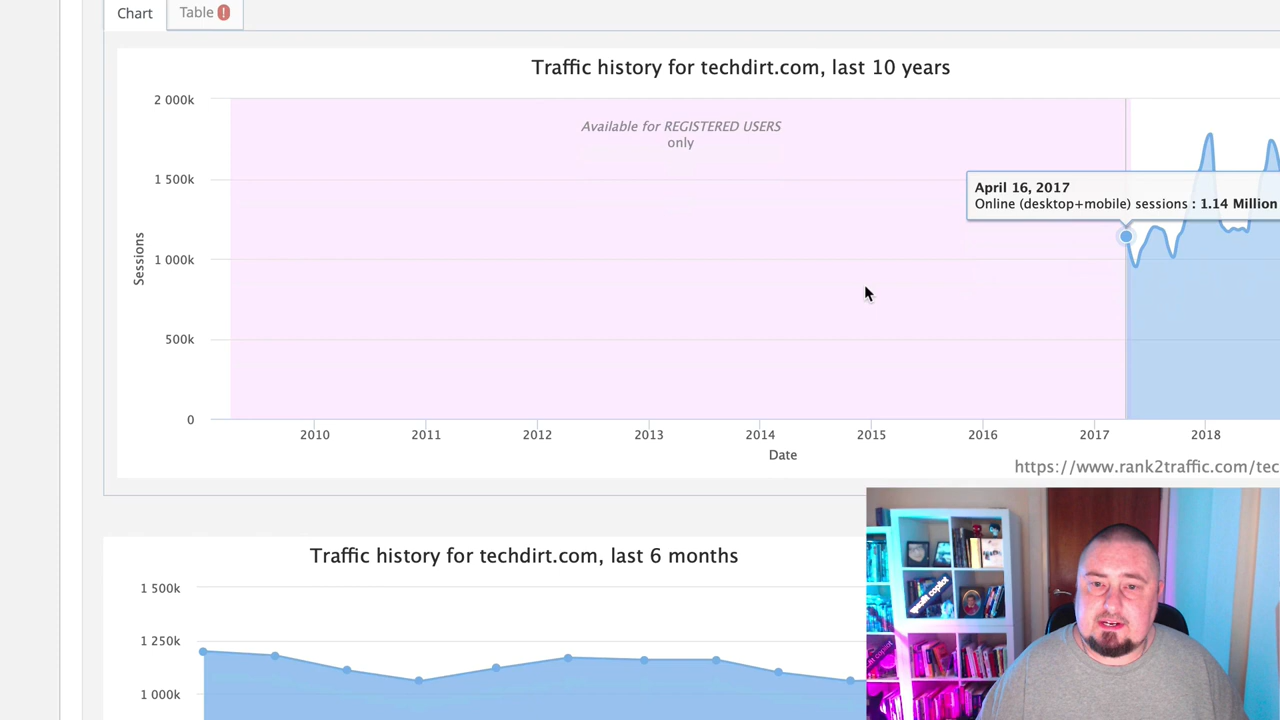 Chart
Table !
Traffic history for techdirt.com, last 10 years
2 000k
Available for REGISTERED USERS
only
1 500k
April 16, 2017
Online (desktop+mobile) sessions : 1.14 Million
Sessions
1 000k
500k
0
2010 2011 2012 2013 2014 2015 2016 2017 2018
Date
https://www.rank2traffic.com/tec
Traffic history for techdirt.com, last 6 months
1 500k
1 250k
1 000k
profit copilot